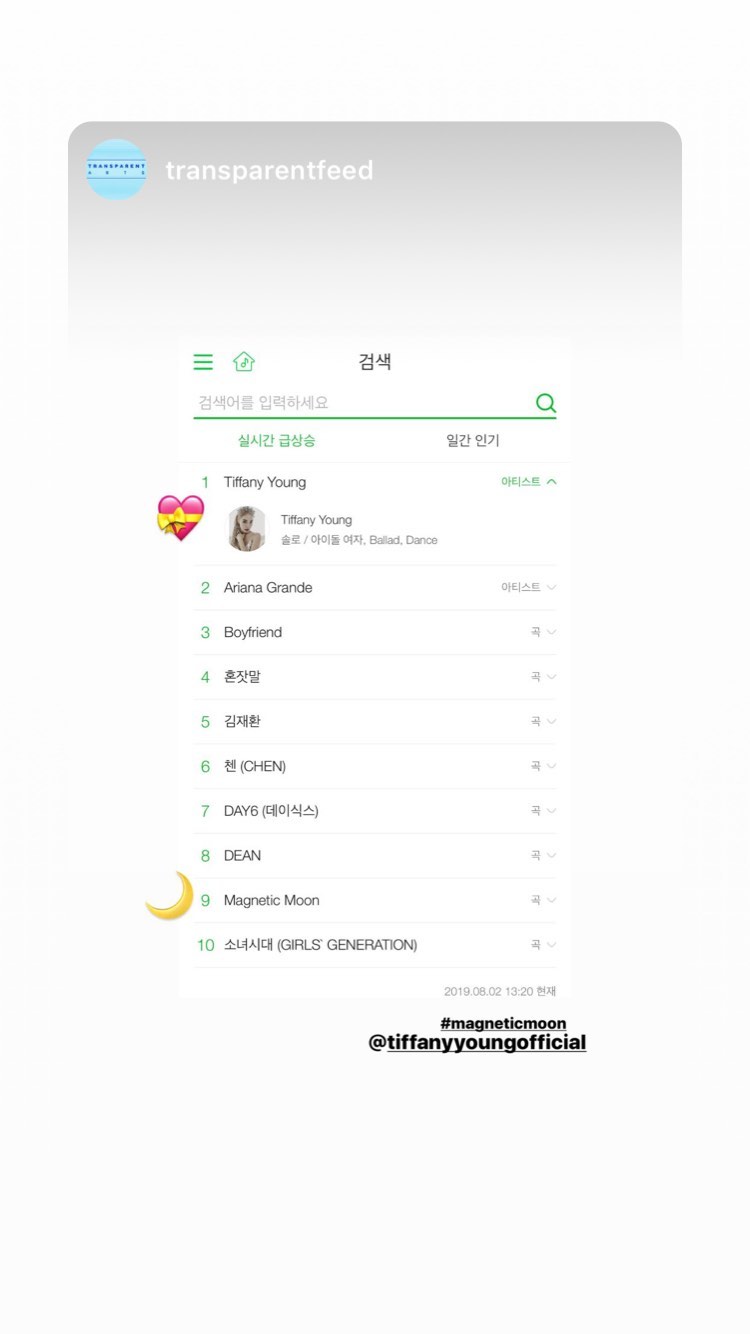 TRANSPARENT
ARTS
transparentfeed
검색
검색어를 입력하세요
실시간 급상승 일간 인기
1 Tiffany Young 아티스트
Tiffany Young
솔로 / 아이돌 여자, Ballad, Dance
2 Ariana Grande 아티스트
3 Boyfriend 곡
4 혼잣말 곡
5 김재환 곡
6 첸 (CHEN) 곡
7 DAY6 (데이식스) 곡
8 DEAN 곡
9 Magnetic Moon 곡
10 소녀시대 (GIRLS` GENERATION) 곡
2019.08.02 13:20 현재
#magneticmoon
@tiffanyyoungofficial